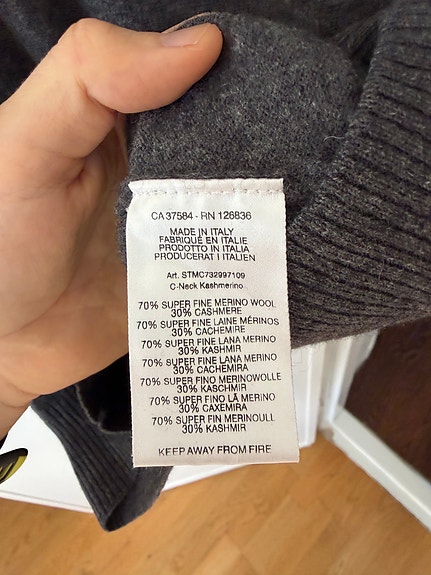 CA 37584 - RN 126836
MADE IN ITALY
FABRIQUÉ EN ITALIE
PRODOTTO IN ITALIA
PRODUCERAT I ITALIEN
Art. STMC732997109
C-Neck Kashmerino
70% SUPER FINE MERINO WOOL
30% CASHMERE
70% SUPER FINE LAINE MÉRINOS
30% CACHEMIRE
70% SUPER FINE LANA MERINO
30% KASHMIR
70% SUPER FINE LANA MERINO
30% CACHEMIRA
70% SUPER FINO MERINOWOLLE
30% KASCHMIR
70% SUPER FINO LÃ MERINO
30% CAXEMIRA
70% SUPER FIN MERINOULL
30% KASHMIR
KEEP AWAY FROM FIRE